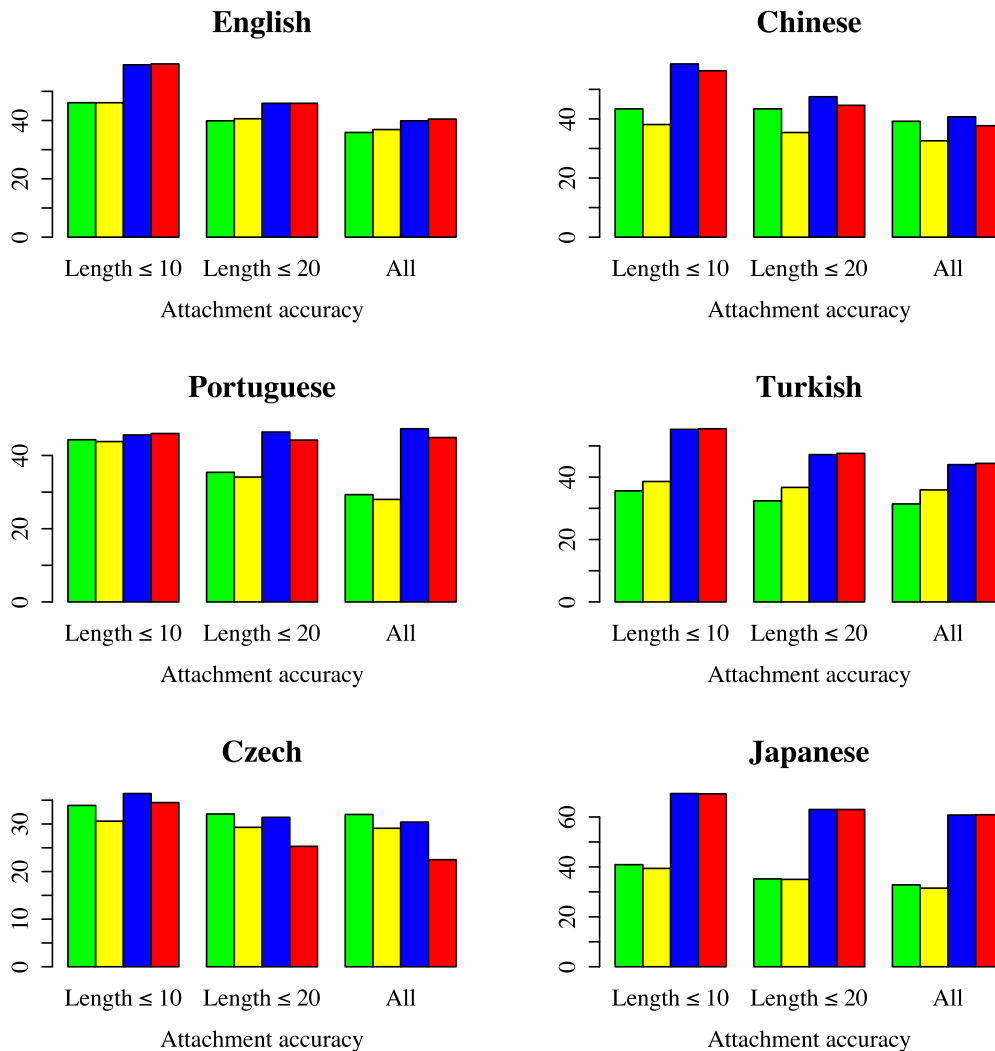 English
0 20 40
Length ≤ 10 Length ≤ 20 All
Attachment accuracy
Chinese
0 20 40
Length ≤ 10 Length ≤ 20 All
Attachment accuracy
Portuguese
0 20 40
Length ≤ 10 Length ≤ 20 All
Attachment accuracy
Turkish
0 20 40
Length ≤ 10 Length ≤ 20 All
Attachment accuracy
Czech
0 10 20 30
Length ≤ 10 Length ≤ 20 All
Attachment accuracy
Japanese
0 20 40 60
Length ≤ 10 Length ≤ 20 All
Attachment accuracy